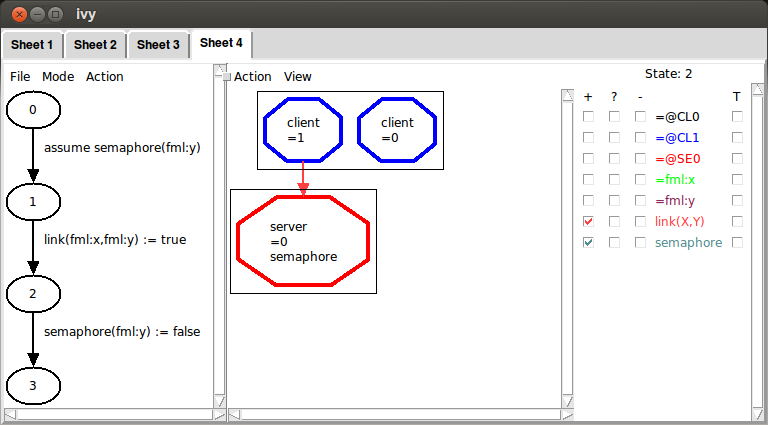 ivy
Sheet 1 Sheet 2 Sheet 3 Sheet 4
File Mode Action
0
assume semaphore(fml:y)
1
link(fml:x,fml:y) := true
2
semaphore(fml:y) := false
3
Action View
client
=1
client
=0
server
=0
semaphore
State: 2
+ ? - T
=@CL0
=@CL1
=@SE0
=fml:x
=fml:y
link(X,Y)
semaphore